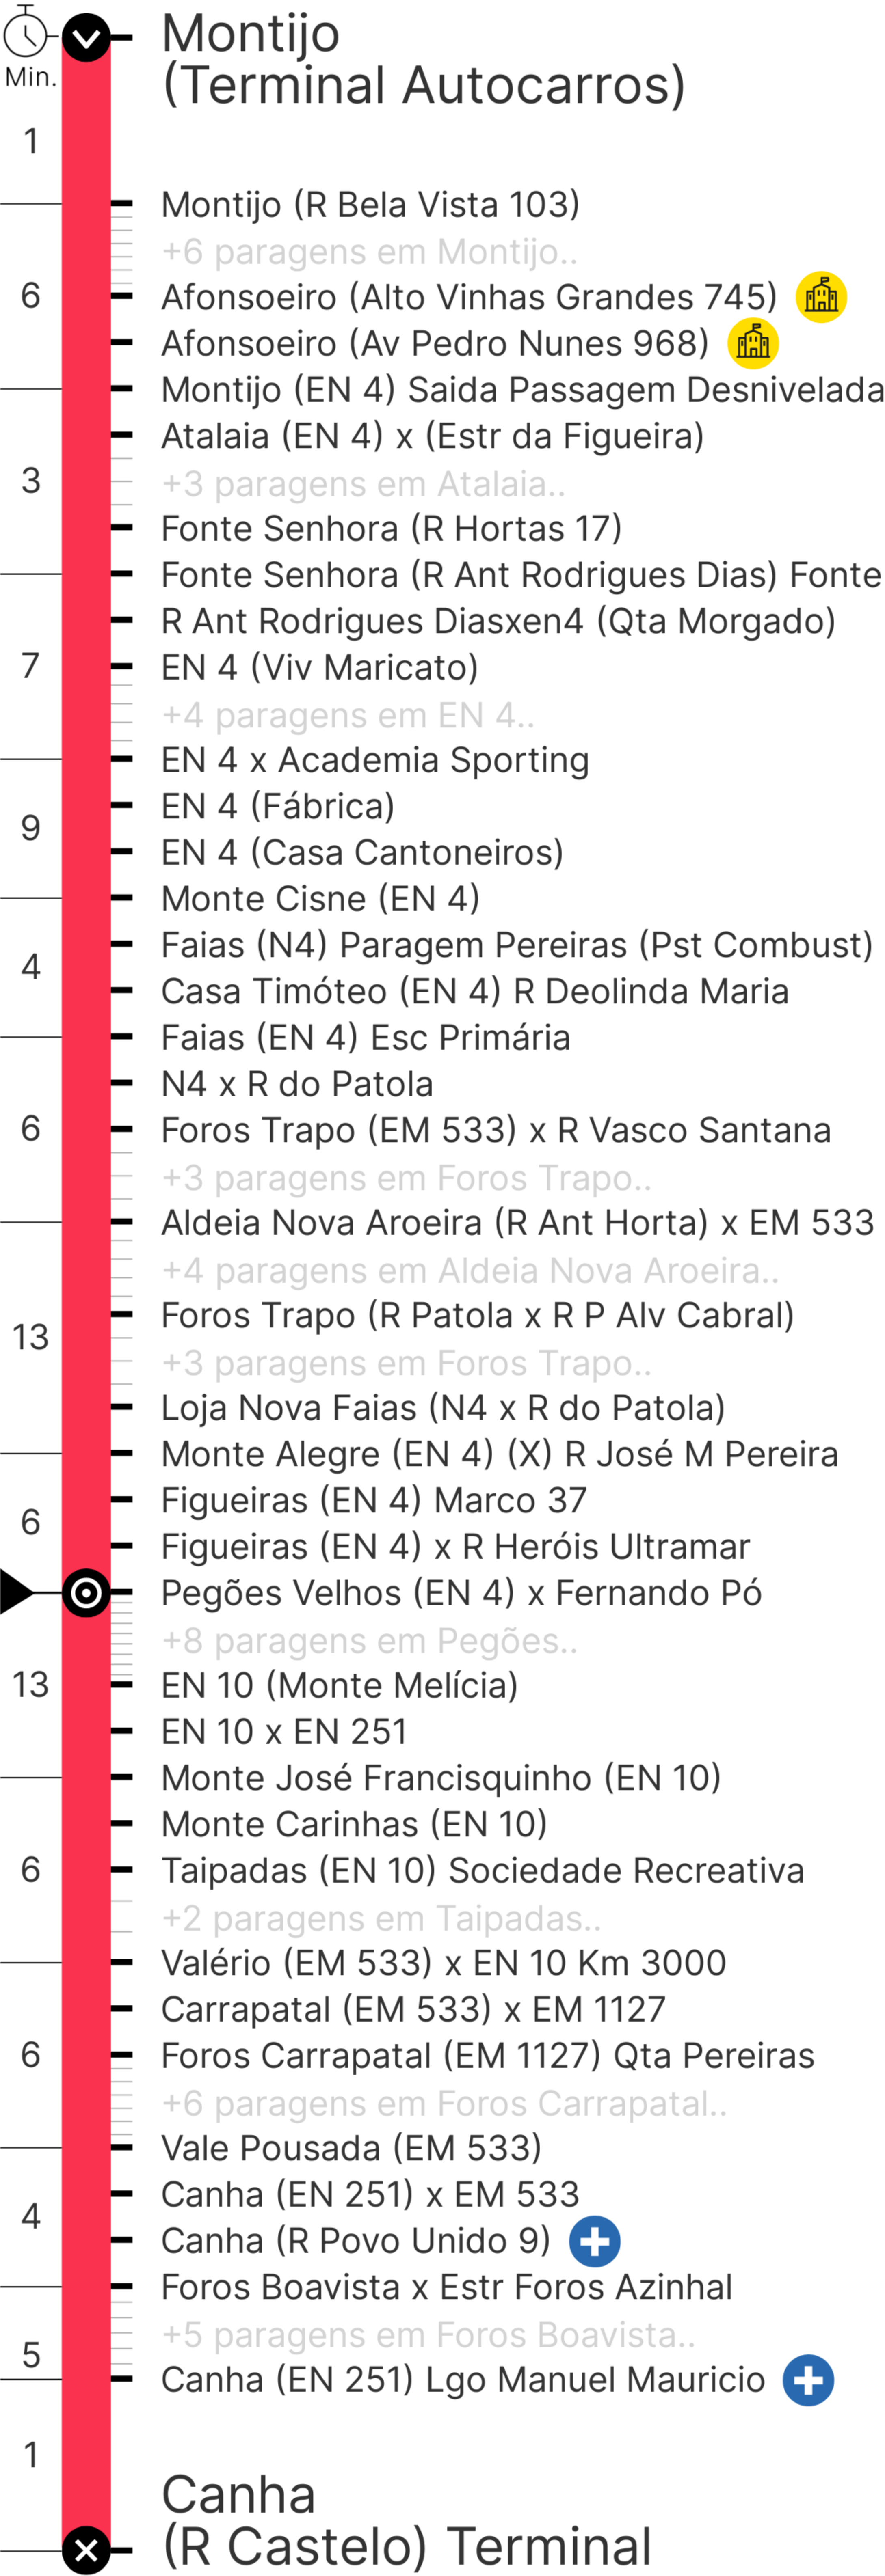 Montijo
(Terminal Autocarros)
Min.
1
Montijo (R Bela Vista 103)
+6 paragens em Montijo..
6
Afonsoeiro (Alto Vinhas Grandes 745)
Afonsoeiro (Av Pedro Nunes 968)
Montijo (EN 4) Saida Passagem Desnivelada
Atalaia (EN 4) x (Estr da Figueira)
3
+3 paragens em Atalaia..
Fonte Senhora (R Hortas 17)
Fonte Senhora (R Ant Rodrigues Dias) Fonte
R Ant Rodrigues Diasxen4 (Qta Morgado)
7
EN 4 (Viv Maricato)
+4 paragens em EN 4..
EN 4 x Academia Sporting
EN 4 (Fábrica)
9
EN 4 (Casa Cantoneiros)
Monte Cisne (EN 4)
Faias (N4) Paragem Pereiras (Pst Combust)
4
Casa Timóteo (EN 4) R Deolinda Maria
Faias (EN 4) Esc Primária
N4 x R do Patola
6
Foros Trapo (EM 533) x R Vasco Santana
+3 paragens em Foros Trapo..
Aldeia Nova Aroeira (R Ant Horta) x EM 533
+4 paragens em Aldeia Nova Aroeira..
Foros Trapo (R Patola x R P Alv Cabral)
13
+3 paragens em Foros Trapo..
Loja Nova Faias (N4 x R do Patola)
Monte Alegre (EN 4) (X) R José M Pereira
Figueiras (EN 4) Marco 37
6
Figueiras (EN 4) x R Heróis Ultramar
Pegões Velhos (EN 4) x Fernando Pó
+8 paragens em Pegões..
13
EN 10 (Monte Melícia)
EN 10 x EN 251
Monte José Francisquinho (EN 10)
Monte Carinhas (EN 10)
6
Taipadas (EN 10) Sociedade Recreativa
+2 paragens em Taipadas..
Valério (EM 533) x EN 10 Km 3000
Carrapatal (EM 533) x EM 1127
6
Foros Carrapatal (EM 1127) Qta Pereiras
+6 paragens em Foros Carrapatal..
Vale Pousada (EM 533)
Canha (EN 251) x EM 533
4
Canha (R Povo Unido 9)
Foros Boavista x Estr Foros Azinhal
+5 paragens em Foros Boavista..
5
Canha (EN 251) Lgo Manuel Mauricio
1
Canha
(R Castelo) Terminal